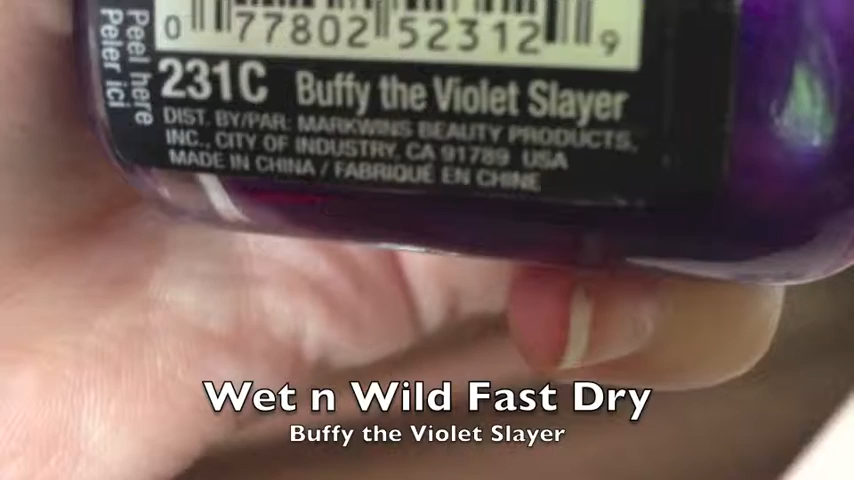 Peel here
Peler ici
0 77802 52312 9
231C Buffy the Violet Slayer
DIST. BY/PAR: MARKWINS BEAUTY PRODUCTS,
INC., CITY OF INDUSTRY, CA 91789 USA
MADE IN CHINA / FABRIQUÉ EN CHINE
Wet n Wild Fast Dry
Buffy the Violet Slayer